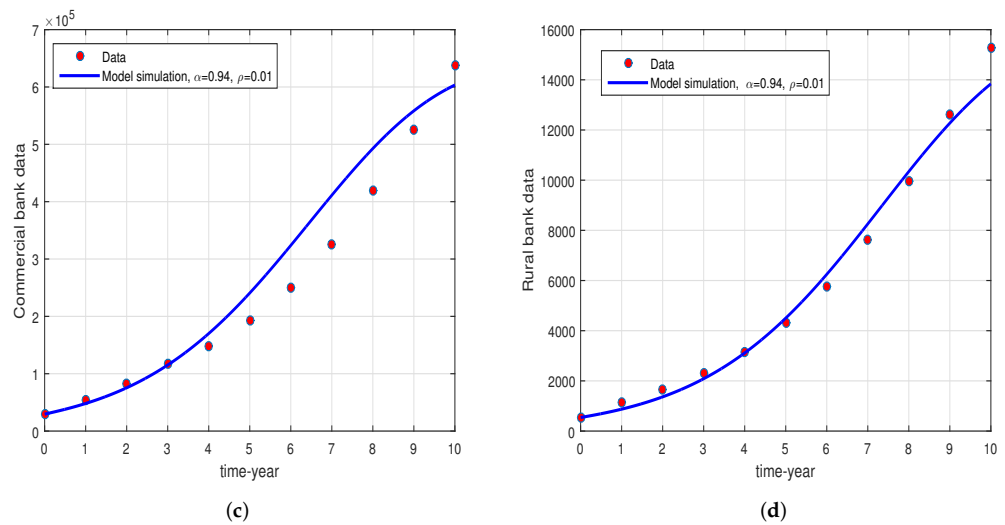 ×10⁵
7
6
5
4
3
2
1
0
Commercial bank data
Data
Model simulation, α=0.94, ρ=0.01
0 1 2 3 4 5 6 7 8 9 10
time-year
(c)
16000
14000
12000
10000
8000
6000
4000
2000
0
Rural bank data
Data
Model simulation, α=0.94, ρ=0.01
0 1 2 3 4 5 6 7 8 9 10
time-year
(d)